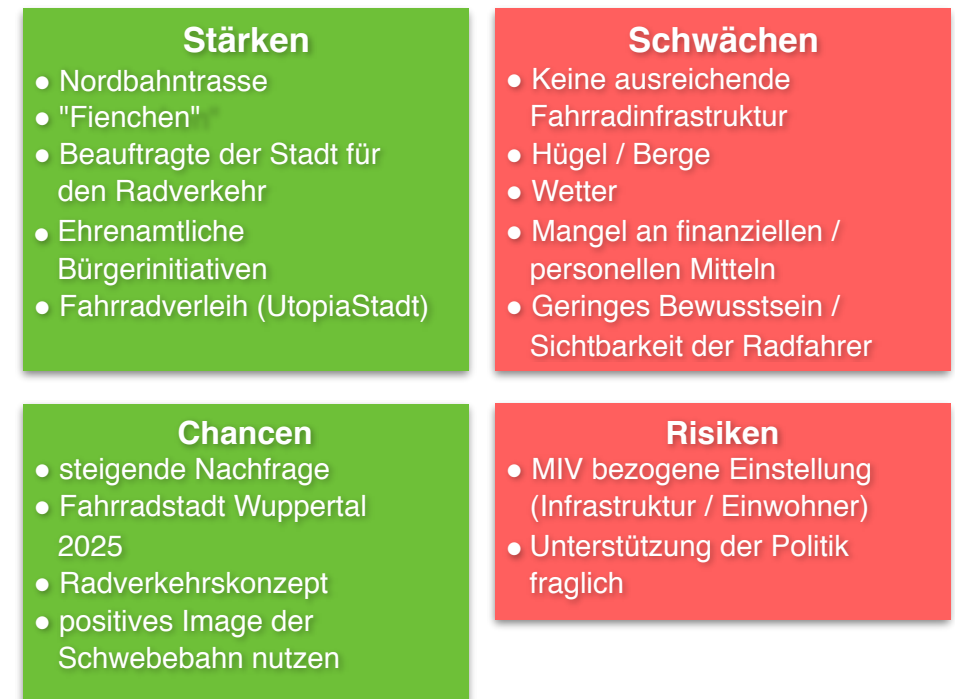 Stärken
● Nordbahntrasse
● "Fienchen"
● Beauftragte der Stadt für
den Radverkehr
● Ehrenamtliche
Bürgerinitiativen
● Fahrradverleih (UtopiaStadt)
Schwächen
● Keine ausreichende
Fahrradinfrastruktur
● Hügel / Berge
● Wetter
● Mangel an finanziellen /
personellen Mitteln
● Geringes Bewusstsein /
Sichtbarkeit der Radfahrer
Chancen
● steigende Nachfrage
● Fahrradstadt Wuppertal
2025
● Radverkehrskonzept
● positives Image der
Schwebebahn nutzen
Risiken
● MIV bezogene Einstellung
(Infrastruktur / Einwohner)
● Unterstützung der Politik
fraglich